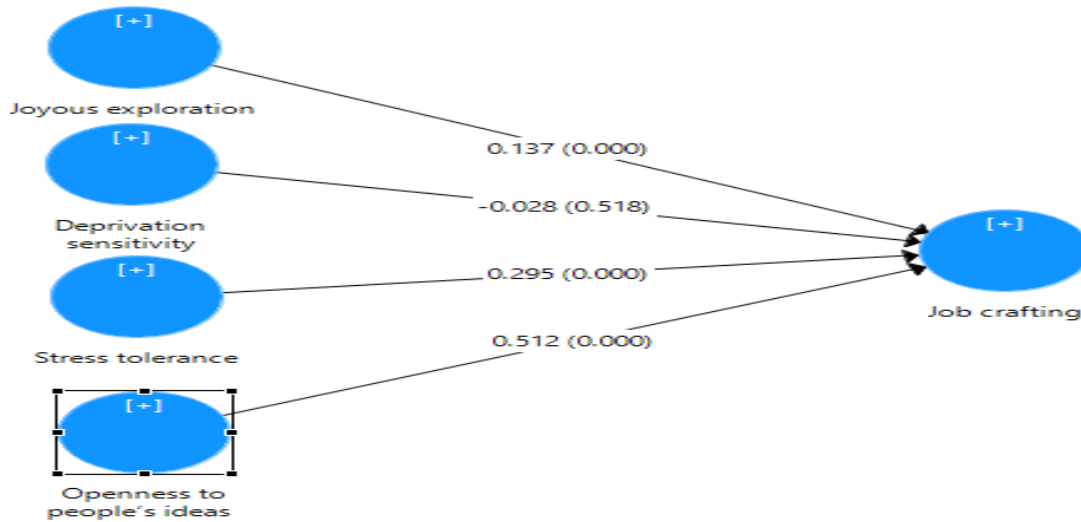 [+]
Joyous exploration
[+]
Deprivation
sensitivity
[+]
Stress tolerance
[+]
Openness to
people's ideas
0.137 (0.000)
-0.028 (0.518)
0.295 (0.000)
0.512 (0.000)
[+]
Job crafting